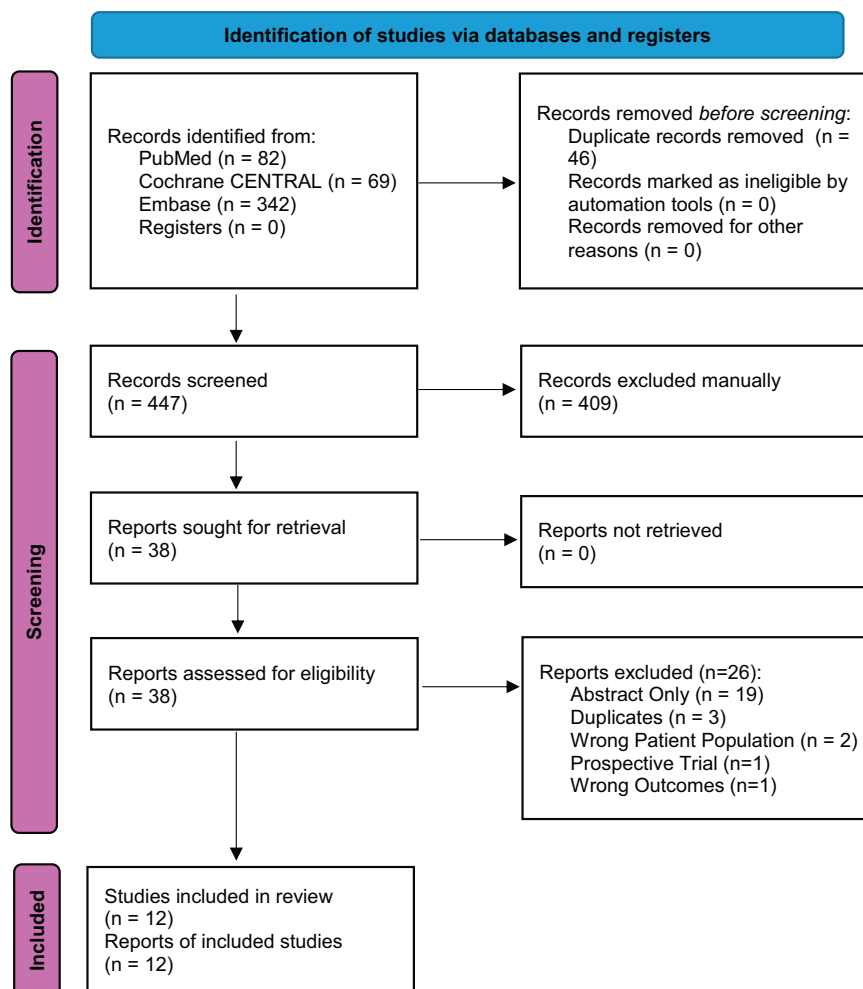 Identification of studies via databases and registers
Identification
Records identified from:
PubMed (n = 82)
Cochrane CENTRAL (n = 69)
Embase (n = 342)
Registers (n = 0)
Records removed before screening:
Duplicate records removed (n =
46)
Records marked as ineligible by
automation tools (n = 0)
Records removed for other
reasons (n = 0)
Screening
Records screened
(n = 447)
Records excluded manually
(n = 409)
Reports sought for retrieval
(n = 38)
Reports not retrieved
(n = 0)
Reports assessed for eligibility
(n = 38)
Reports excluded (n=26):
Abstract Only (n = 19)
Duplicates (n = 3)
Wrong Patient Population (n = 2)
Prospective Trial (n=1)
Wrong Outcomes (n=1)
Included
Studies included in review
(n = 12)
Reports of included studies
(n = 12)